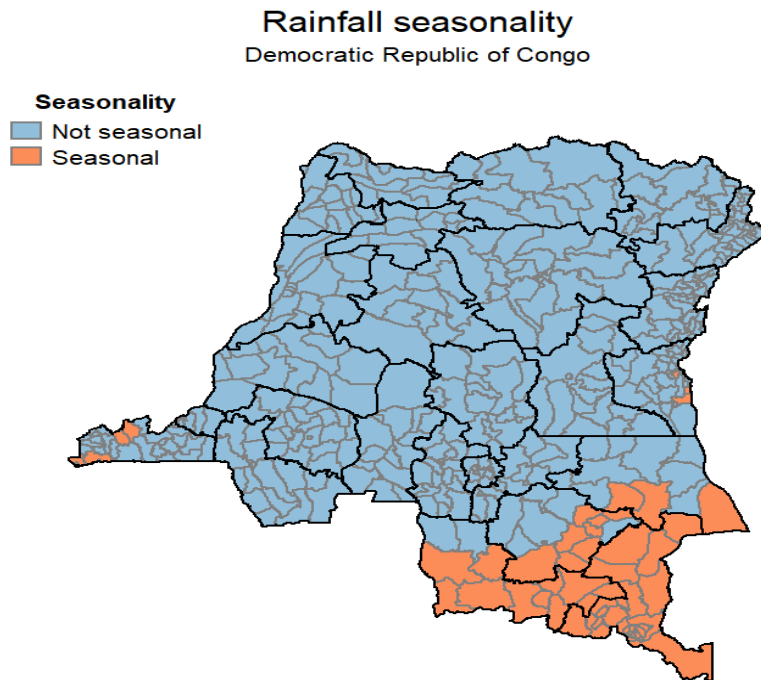 Rainfall seasonality
Democratic Republic of Congo
Seasonality
Not seasonal
Seasonal